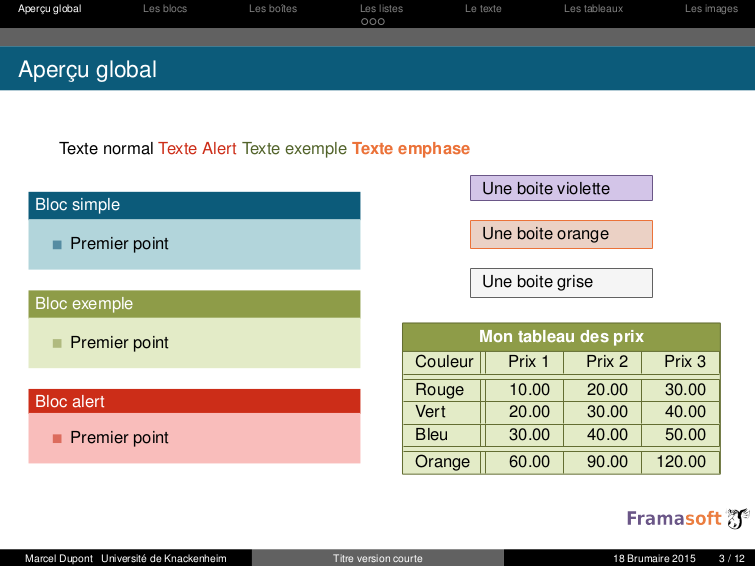 Aperçu global Les blocs Les boîtes Les listes Le texte Les tableaux Les images
Aperçu global
Texte normal Texte Alert Texte exemple Texte emphase
Bloc simple
Premier point
Bloc exemple
Premier point
Bloc alert
Premier point
Une boite violette
Une boite orange
Une boite grise
Mon tableau des prix
Couleur Prix 1 Prix 2 Prix 3
Rouge 10.00 20.00 30.00
Vert 20.00 30.00 40.00
Bleu 30.00 40.00 50.00
Orange 60.00 90.00 120.00
Framasoft
Marcel Dupont Université de Knackenheim Titre version courte 18 Brumaire 2015 3 / 12